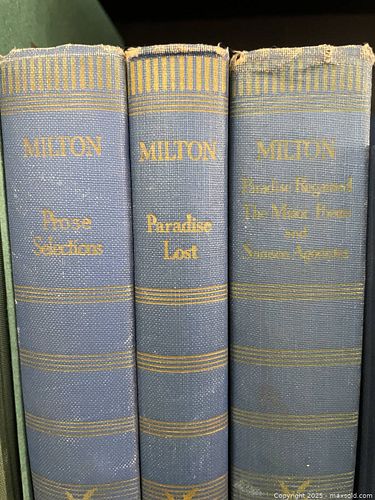 MILTON
Prose
Selections
MILTON
Paradise
Lost
MILTON
Paradise Regained
The Minor Poems
and
Samson Agonistes
Copyright 2025 - maxsold.com